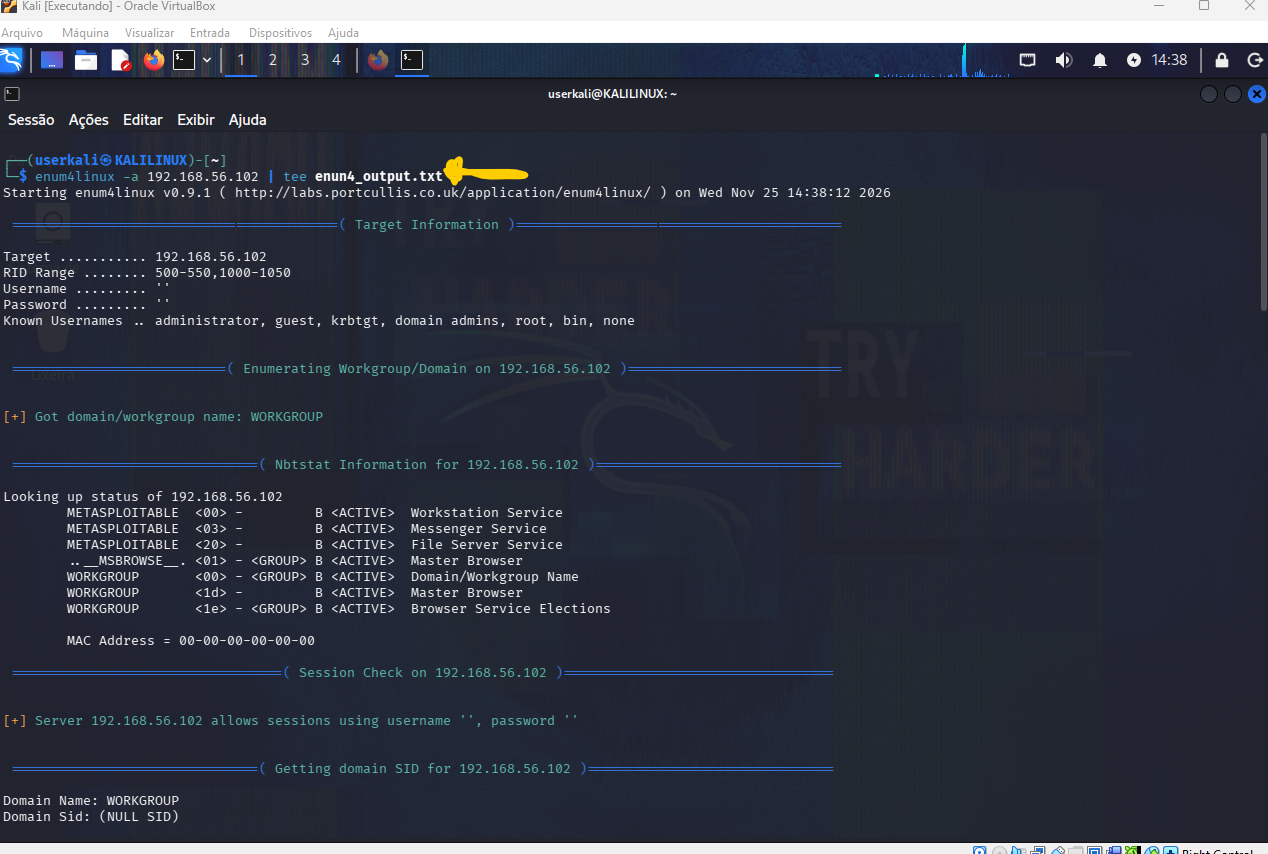 Kali [Executando] - Oracle VirtualBox
Arquivo Máquina Visualizar Entrada Dispositivos Ajuda
1 2 3 4 14:38
userkali@KALILINUX: ~
Sessão Ações Editar Exibir Ajuda
┌──(userkali㉿KALILINUX)-[~]
└─$ enum4linux -a 192.168.56.102 | tee enun4_output.txt
Starting enum4linux v0.9.1 ( http://labs.portcullis.co.uk/application/enum4linux/ ) on Wed Nov 25 14:38:12 2026
=========================================( Target Information )=========================================
Target ........... 192.168.56.102
RID Range ........ 500-550,1000-1050
Username ......... ''
Password ......... ''
Known Usernames .. administrator, guest, krbtgt, domain admins, root, bin, none
===========================( Enumerating Workgroup/Domain on 192.168.56.102 )===========================
[+] Got domain/workgroup name: WORKGROUP
===============================( Nbtstat Information for 192.168.56.102 )===============================
Looking up status of 192.168.56.102
METASPLOITABLE <00> - B <ACTIVE> Workstation Service
METASPLOITABLE <03> - B <ACTIVE> Messenger Service
METASPLOITABLE <20> - B <ACTIVE> File Server Service
..__MSBROWSE__. <01> - <GROUP> B <ACTIVE> Master Browser
WORKGROUP <00> - <GROUP> B <ACTIVE> Domain/Workgroup Name
WORKGROUP <1d> - B <ACTIVE> Master Browser
WORKGROUP <1e> - <GROUP> B <ACTIVE> Browser Service Elections
MAC Address = 00-00-00-00-00-00
==================================( Session Check on 192.168.56.102 )==================================
[+] Server 192.168.56.102 allows sessions using username '', password ''
===============================( Getting domain SID for 192.168.56.102 )===============================
Domain Name: WORKGROUP
Domain Sid: (NULL SID)
TRY
HARDER
Lixeira
Right Control